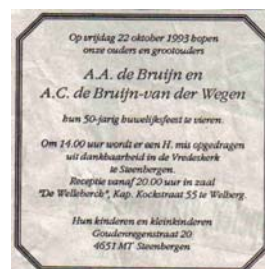 Op vrijdag 22 oktober 1993 hopen
onze ouders en grootouders
A.A. de Bruijn en
A.C. de Bruijn-van der Wegen
hun 50-jarig huwelijksfeest te vieren.
Om 14.00 uur wordt er een H. mis opgedragen
uit dankbaarheid in de Vredeskerk
te Steenbergen.
Receptie vanaf 20.00 uur in zaal
"De Welleberch", Kap. Kockstraat 55 te Welberg.
Hun kinderen en kleinkinderen
Goudenregenstraat 20
4651 MT Steenbergen